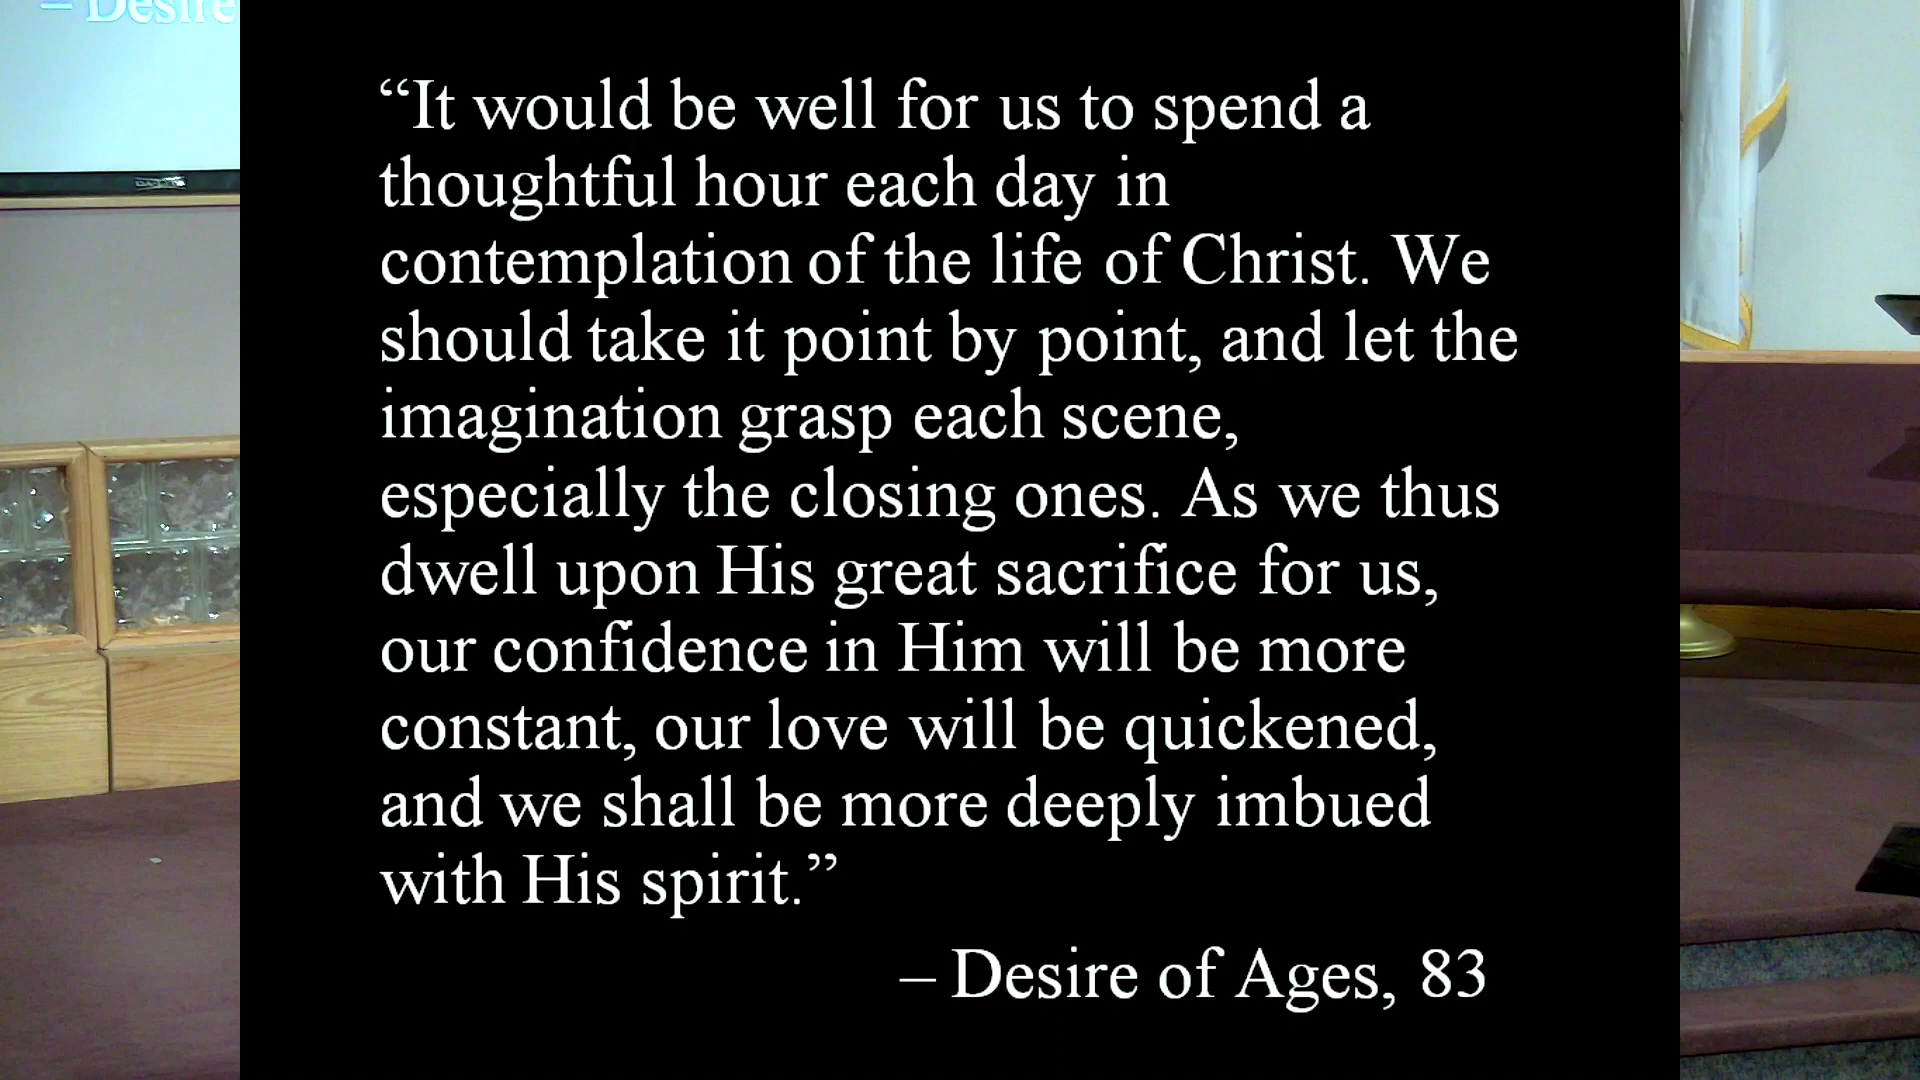 – Desire
“It would be well for us to spend a
thoughtful hour each day in
contemplation of the life of Christ. We
should take it point by point, and let the
imagination grasp each scene,
especially the closing ones. As we thus
dwell upon His great sacrifice for us,
our confidence in Him will be more
constant, our love will be quickened,
and we shall be more deeply imbued
with His spirit.”
– Desire of Ages, 83